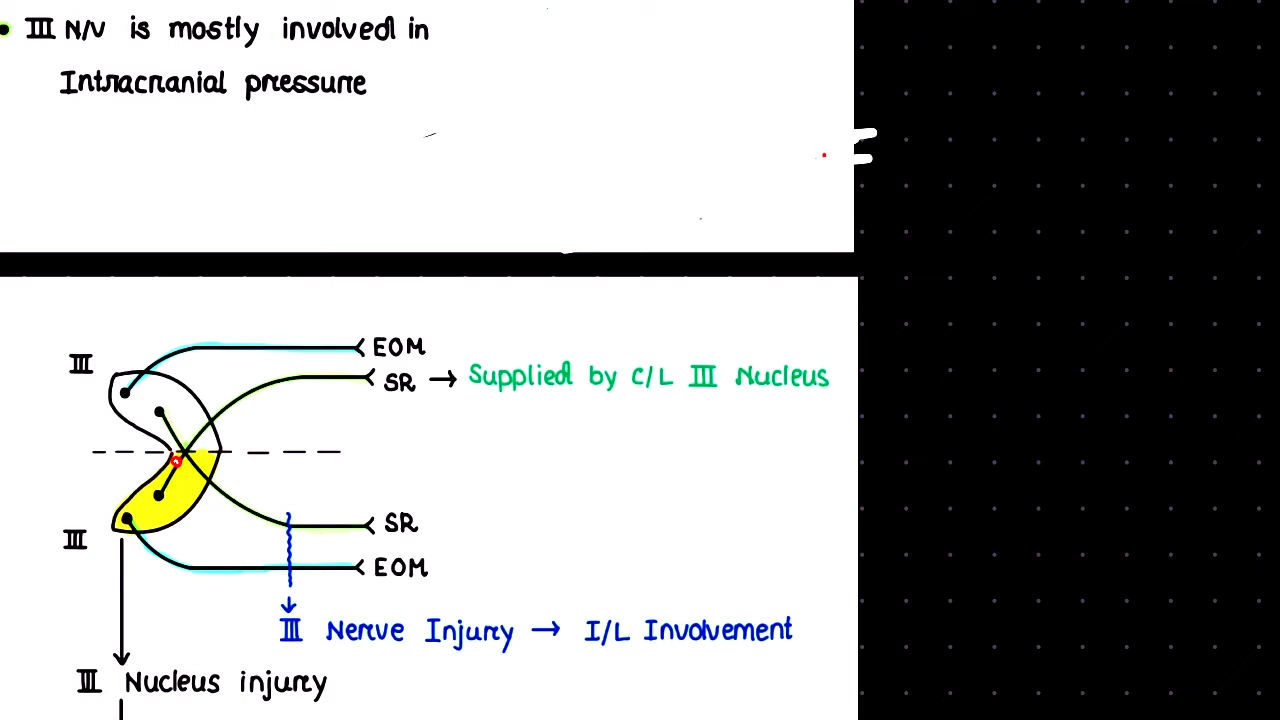 • III N/V is mostly involved in
Intracranial pressure
III
EOM
SR → Supplied by C/L III Nucleus
SR
III
EOM
III Nerve Injury → I/L Involvement
III Nucleus injury